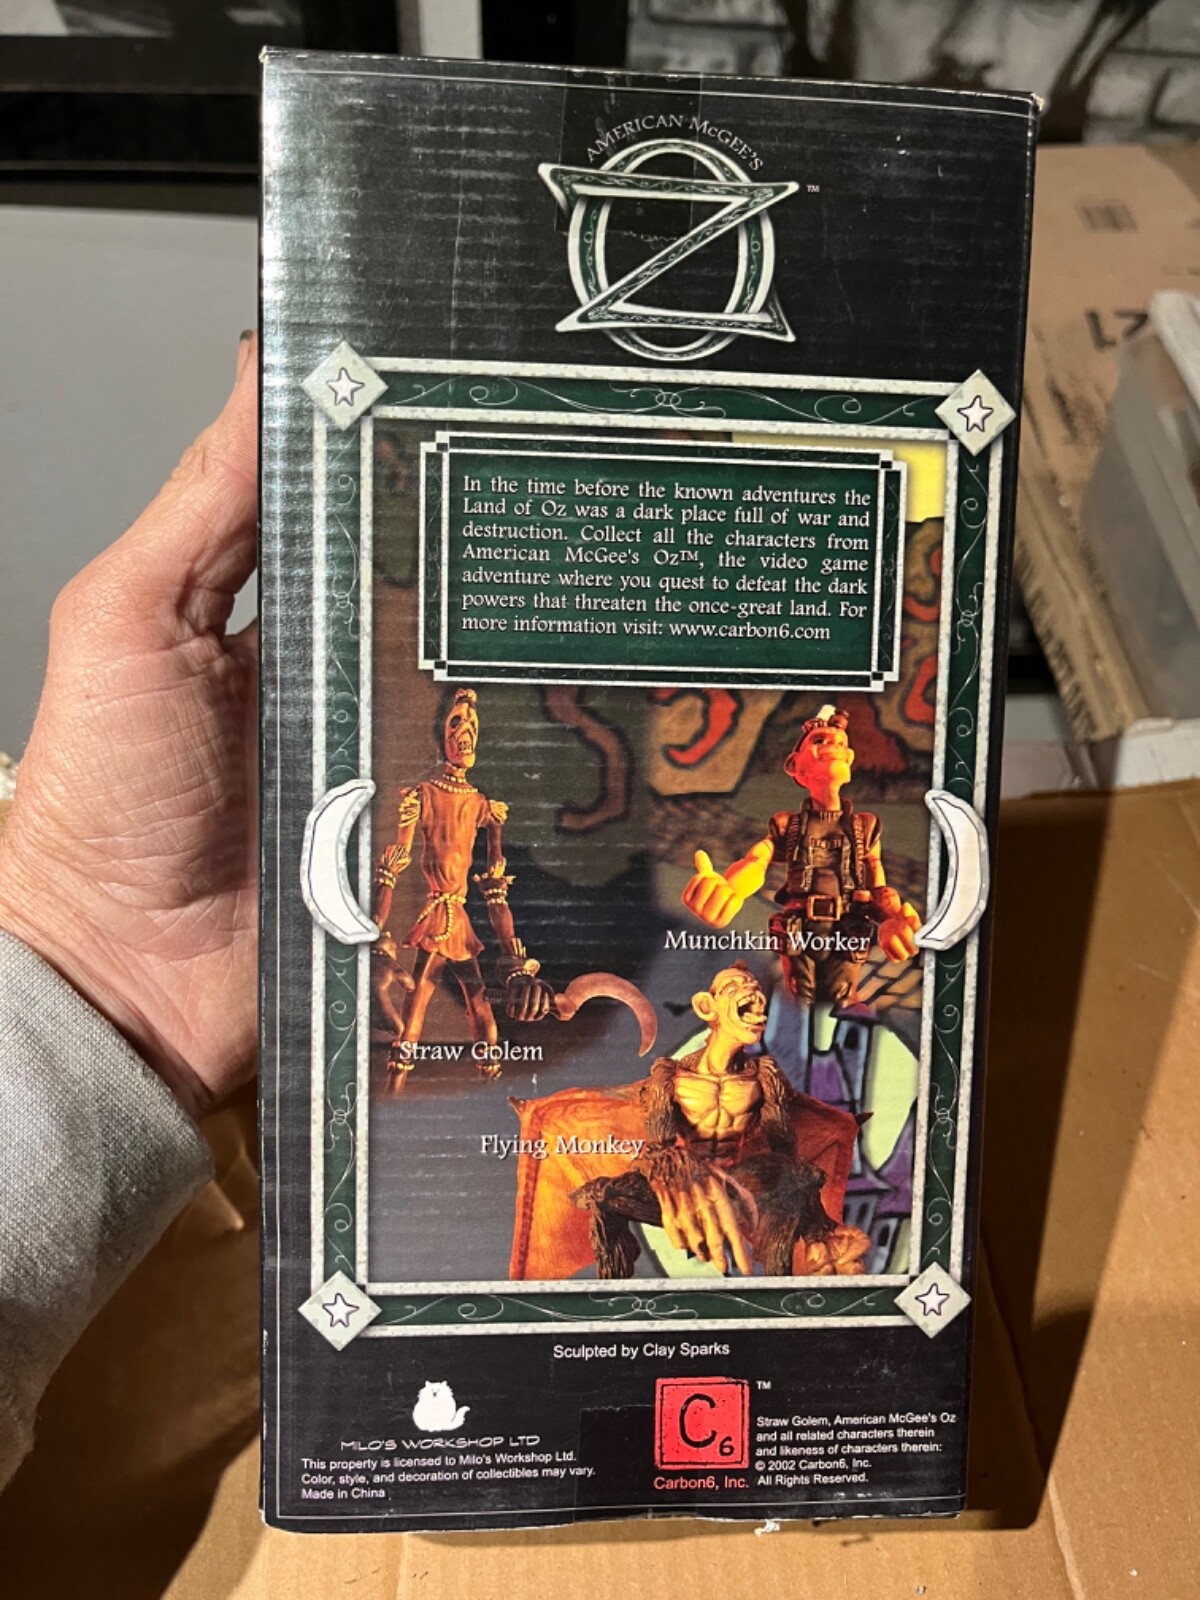 AMERICAN McGEE'S
OZ™
In the time before the known adventures the
Land of Oz was a dark place full of war and
destruction. Collect all the characters from
American McGee's Oz™, the video game
adventure where you quest to defeat the dark
powers that threaten the once-great land. For
more information visit: www.carbon6.com
Munchkin Worker
Straw Golem
Flying Monkey
Sculpted by Clay Sparks
MILO'S WORKSHOP LTD
This property is licensed to Milo's Workshop Ltd.
Color, style, and decoration of collectibles may vary.
Made in China
C6 ™
Carbon6, Inc.
Straw Golem, American McGee's Oz
and all related characters therein
and likeness of characters therein:
© 2002 Carbon6, Inc.
All Rights Reserved.